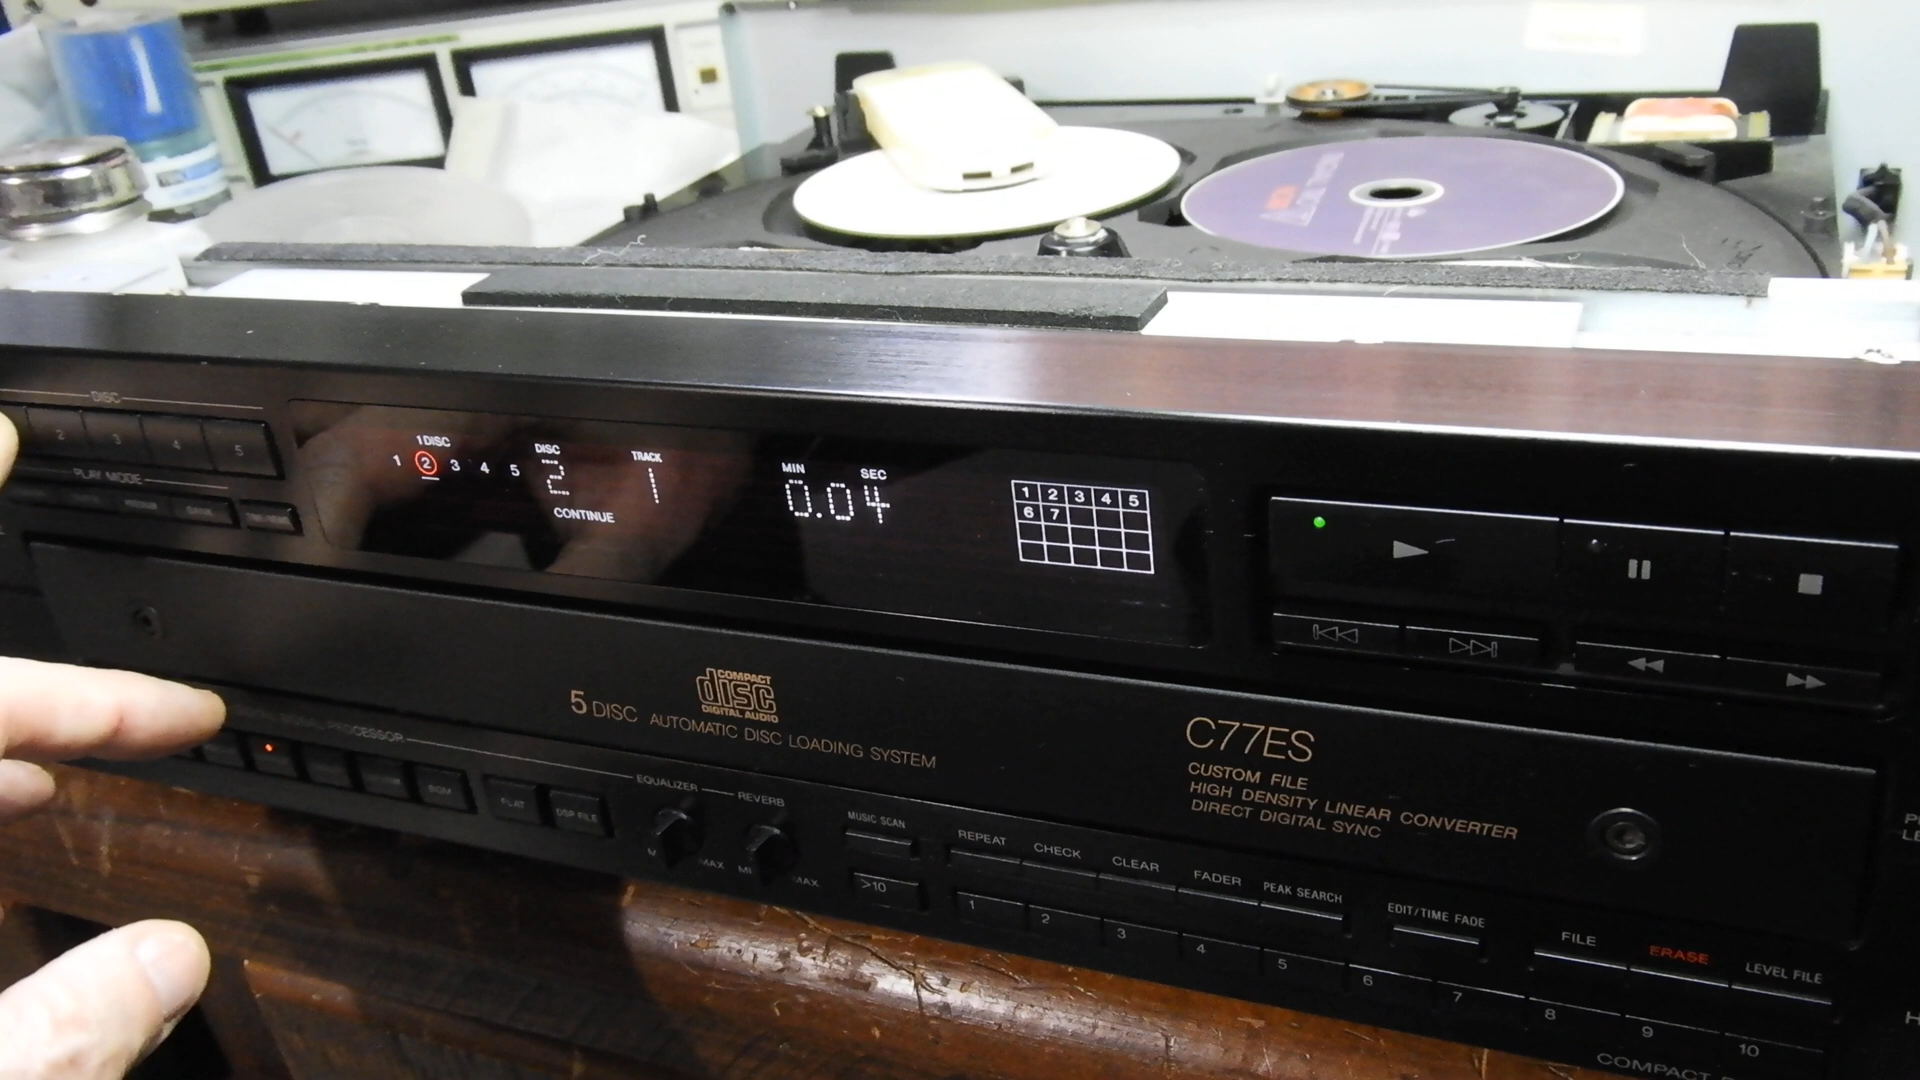 DISC
2 3 4 5
PLAY MODE
1 DISC
1 2 3 4 5
DISC
2
TRACK
1
CONTINUE
MIN
SEC
0.04
1 2 3 4 5
6 7
COMPACT
disc
DIGITAL AUDIO
5 DISC AUTOMATIC DISC LOADING SYSTEM
C77ES
CUSTOM FILE
HIGH DENSITY LINEAR CONVERTER
DIRECT DIGITAL SYNC
PROCESSOR
BGM
FLAT
DSP FILE
EQUALIZER
REVERB
MAX
MAX
MUSIC SCAN
>10
REPEAT
CHECK
CLEAR
FADER
PEAK SEARCH
EDIT/TIME FADE
FILE
ERASE
LEVEL FILE
1 2 3 4 5 6 7 8 9 10
COMPACT